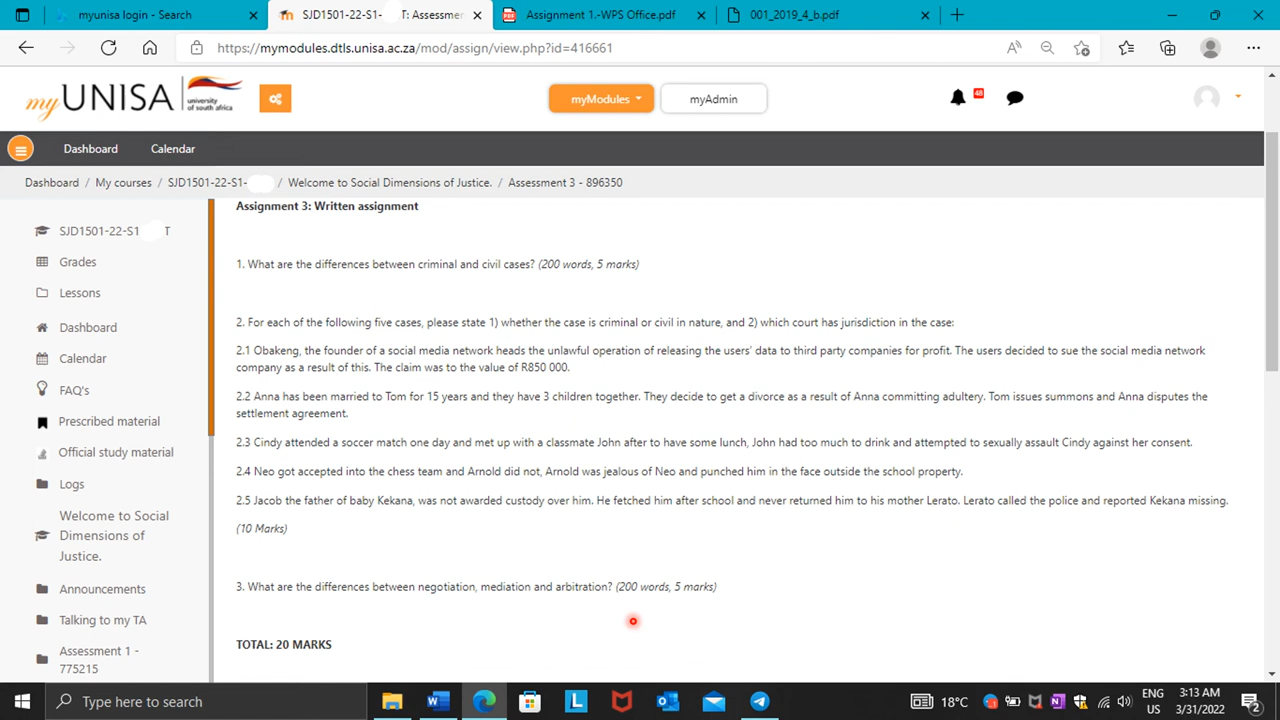 myunisa login - Search
SJD1501-22-S1- T: Assessme
Assignment 1.-WPS Office.pdf
001_2019_4_b.pdf
https://mymodules.dtls.unisa.ac.za/mod/assign/view.php?id=416661
myUNISA university of south africa
myModules
myAdmin
48
Dashboard
Calendar
Dashboard / My courses / SJD1501-22-S1- / Welcome to Social Dimensions of Justice. / Assessment 3 - 896350
SJD1501-22-S1 T
Grades
Lessons
Dashboard
Calendar
FAQ's
Prescribed material
Official study material
Logs
Welcome to Social
Dimensions of
Justice.
Announcements
Talking to my TA
Assessment 1 -
775215
Assignment 3: Written assignment
1. What are the differences between criminal and civil cases? (200 words, 5 marks)
2. For each of the following five cases, please state 1) whether the case is criminal or civil in nature, and 2) which court has jurisdiction in the case:
2.1 Obakeng, the founder of a social media network heads the unlawful operation of releasing the users' data to third party companies for profit. The users decided to sue the social media network
company as a result of this. The claim was to the value of R850 000.
2.2 Anna has been married to Tom for 15 years and they have 3 children together. They decide to get a divorce as a result of Anna committing adultery. Tom issues summons and Anna disputes the
settlement agreement.
2.3 Cindy attended a soccer match one day and met up with a classmate John after to have some lunch, John had too much to drink and attempted to sexually assault Cindy against her consent.
2.4 Neo got accepted into the chess team and Arnold did not, Arnold was jealous of Neo and punched him in the face outside the school property.
2.5 Jacob the father of baby Kekana, was not awarded custody over him. He fetched him after school and never returned him to his mother Lerato. Lerato called the police and reported Kekana missing.
(10 Marks)
3. What are the differences between negotiation, mediation and arbitration? (200 words, 5 marks)
TOTAL: 20 MARKS
Type here to search
18°C
ENG
US
3:13 AM
3/31/2022
2